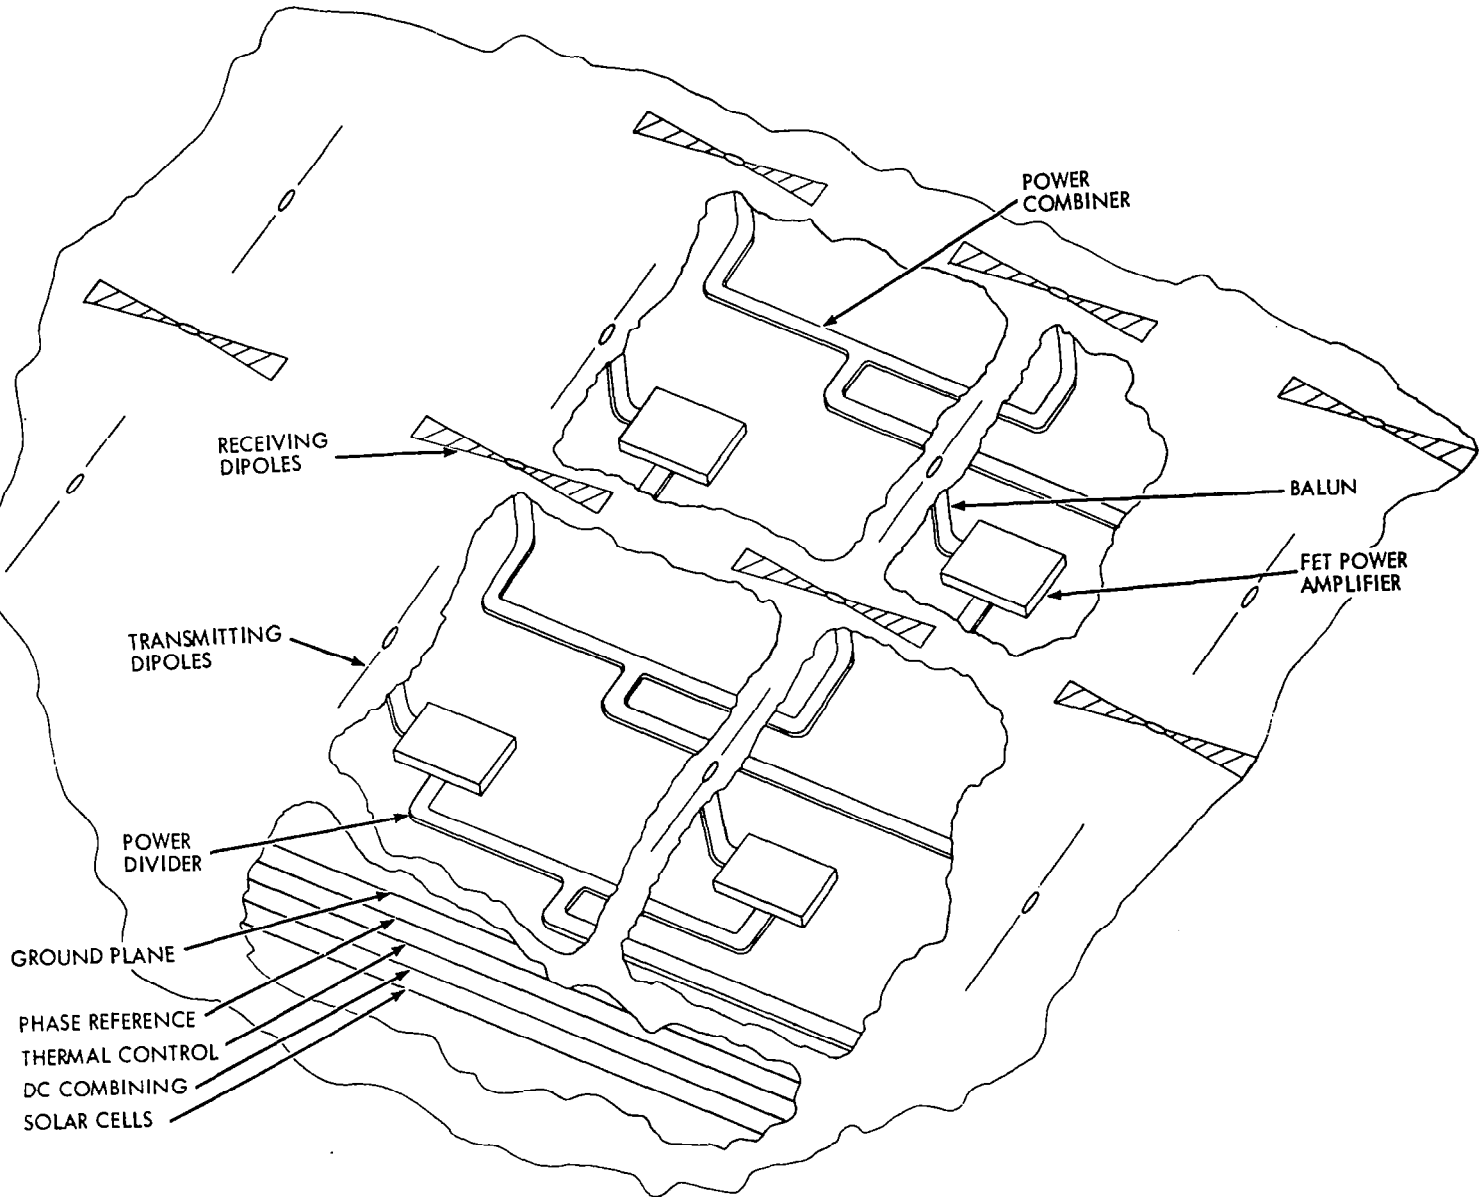 POWER
COMBINER
RECEIVING
DIPOLES
BALUN
FET POWER
AMPLIFIER
TRANSMITTING
DIPOLES
POWER
DIVIDER
GROUND PLANE
PHASE REFERENCE
THERMAL CONTROL
DC COMBINING
SOLAR CELLS